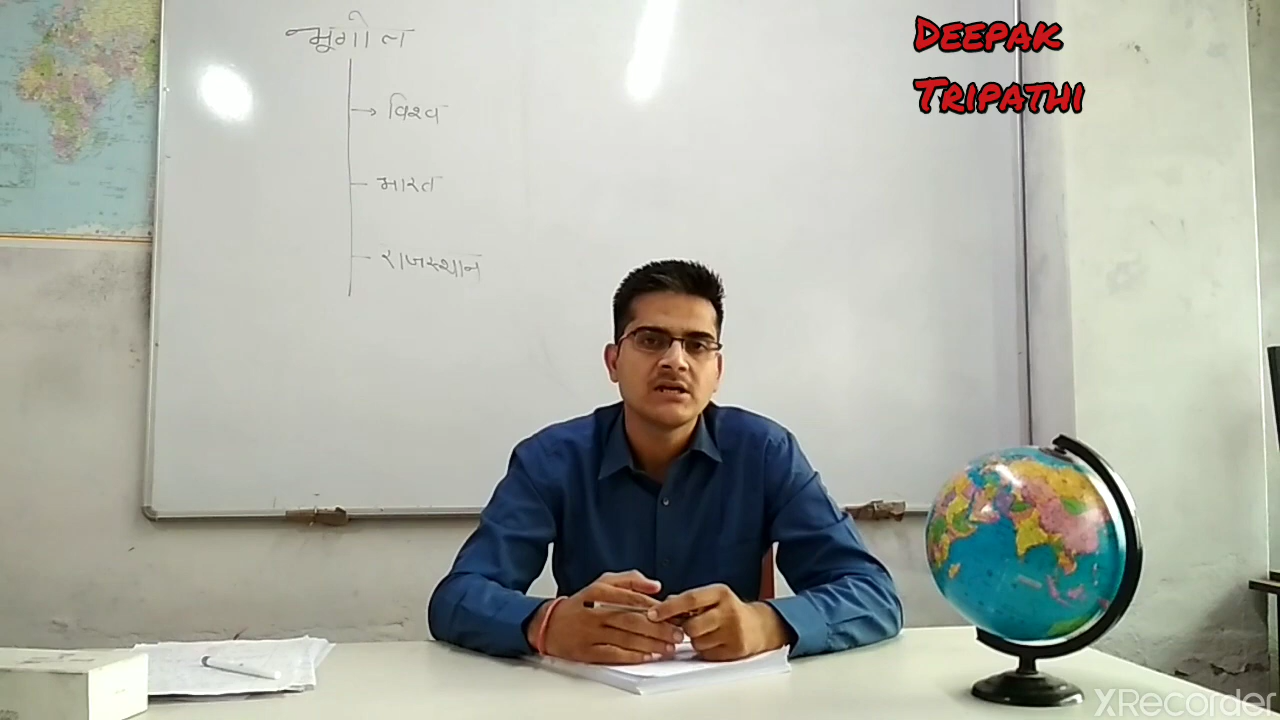 भूगोल
विश्व
भारत
राजस्थान
Deepak
Tripathi
XRecorder